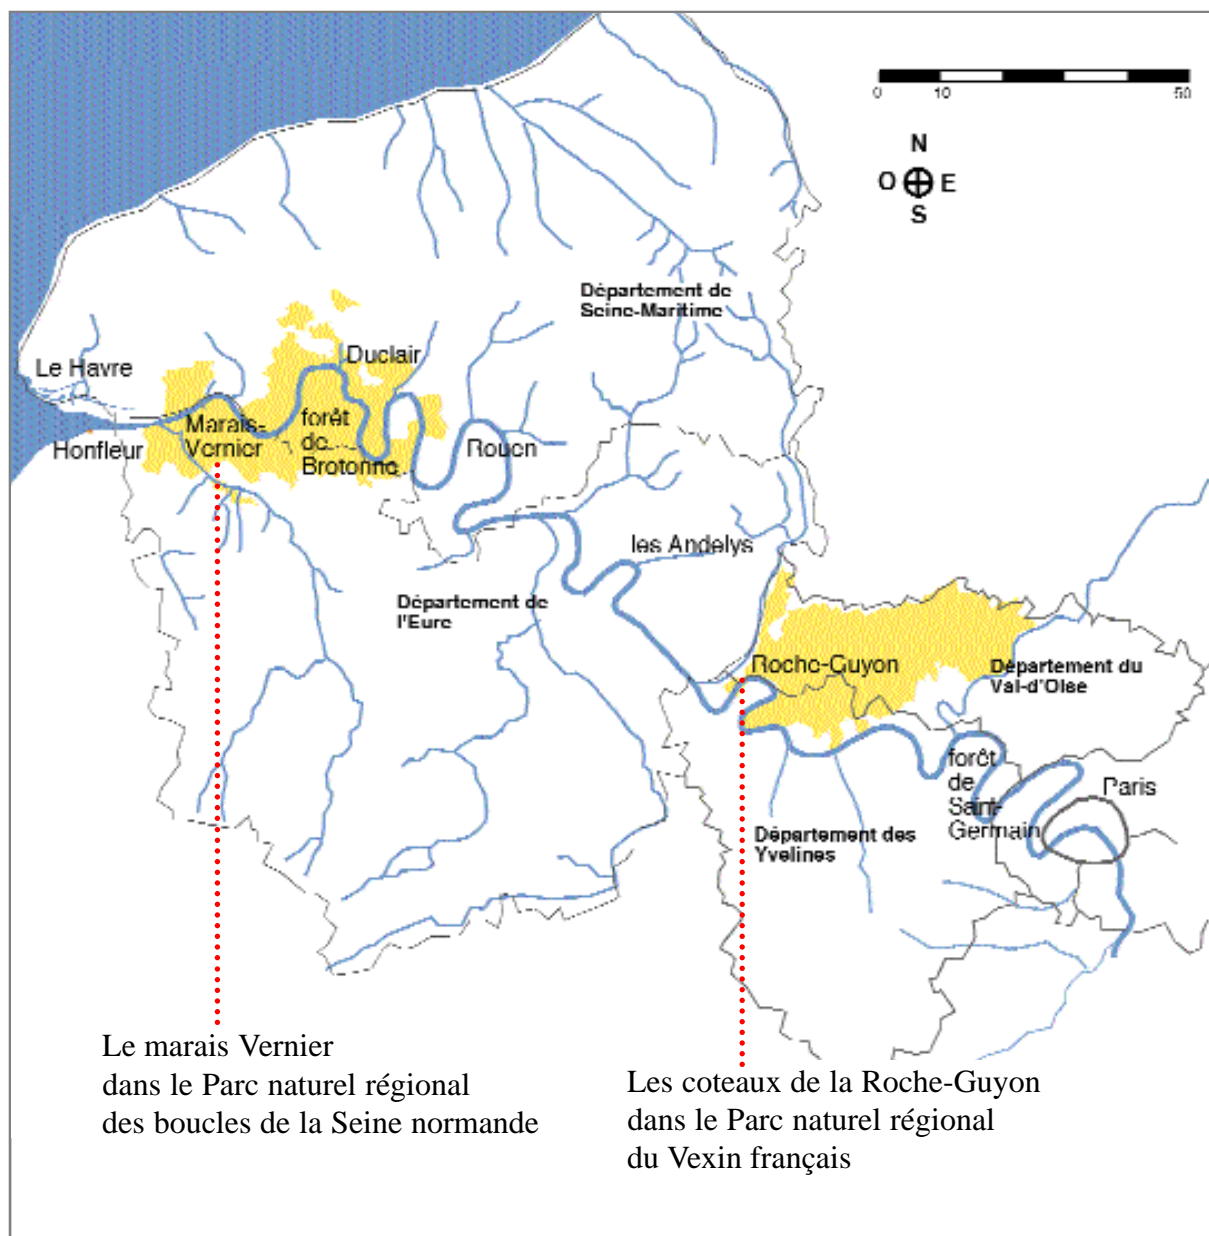 0 10 50
N
O E
S
Département de
Seine-Maritime
Le Havre
Duclair
Honfleur
Marais-
Vernier
forêt
de
Brotonne
Rouen
les Andelys
Département de
l'Eure
Roche-Guyon
Département du
Val-d'Oise
forêt
de
Saint-
Germain
Paris
Département des
Yvelines
Le marais Vernier
dans le Parc naturel régional
des boucles de la Seine normande
Les coteaux de la Roche-Guyon
dans le Parc naturel régional
du Vexin français